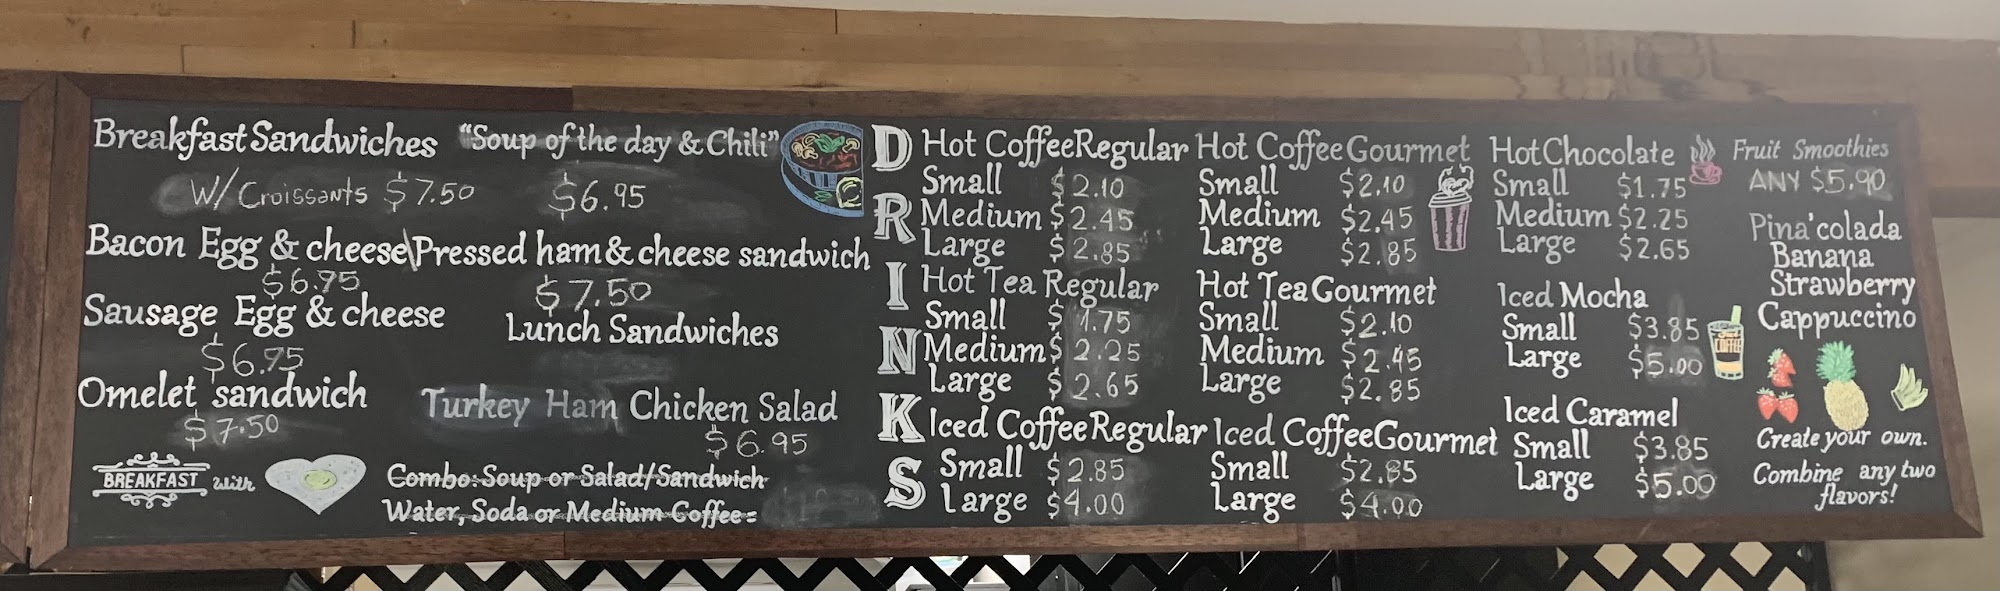 Breakfast Sandwiches
W/ Croissants $7.50
Bacon Egg & cheese\
$6.95
Sausage Egg & cheese
$6.95
Omelet sandwich
$7.50
BREAKFAST with
"Soup of the day & Chili"
$6.95
Pressed ham & cheese sandwich
$7.50
Lunch Sandwiches
Turkey Ham Chicken Salad
$6.95
Combo: Soup or Salad/Sandwich
Water, Soda or Medium Coffee=
DRINKS
Hot Coffee Regular
Small $2.10
Medium $2.45
Large $2.85
Hot Tea Regular
Small $1.75
Medium $2.25
Large $2.65
Iced Coffee Regular
Small $2.85
Large $4.00
Hot Coffee Gourmet
Small $2.10
Medium $2.45
Large $2.85
Hot Tea Gourmet
Small $2.10
Medium $2.45
Large $2.85
Iced Coffee Gourmet
Small $2.85
Large $4.00
Hot Chocolate
Small $1.75
Medium $2.25
Large $2.65
Iced Mocha
Small $3.85
Large $5.00
COFFEE
Iced Caramel
Small $3.85
Large $5.00
Fruit Smoothies
ANY $5.90
Pina'colada
Banana
Strawberry
Cappuccino
Create your own.
Combine any two
flavors!